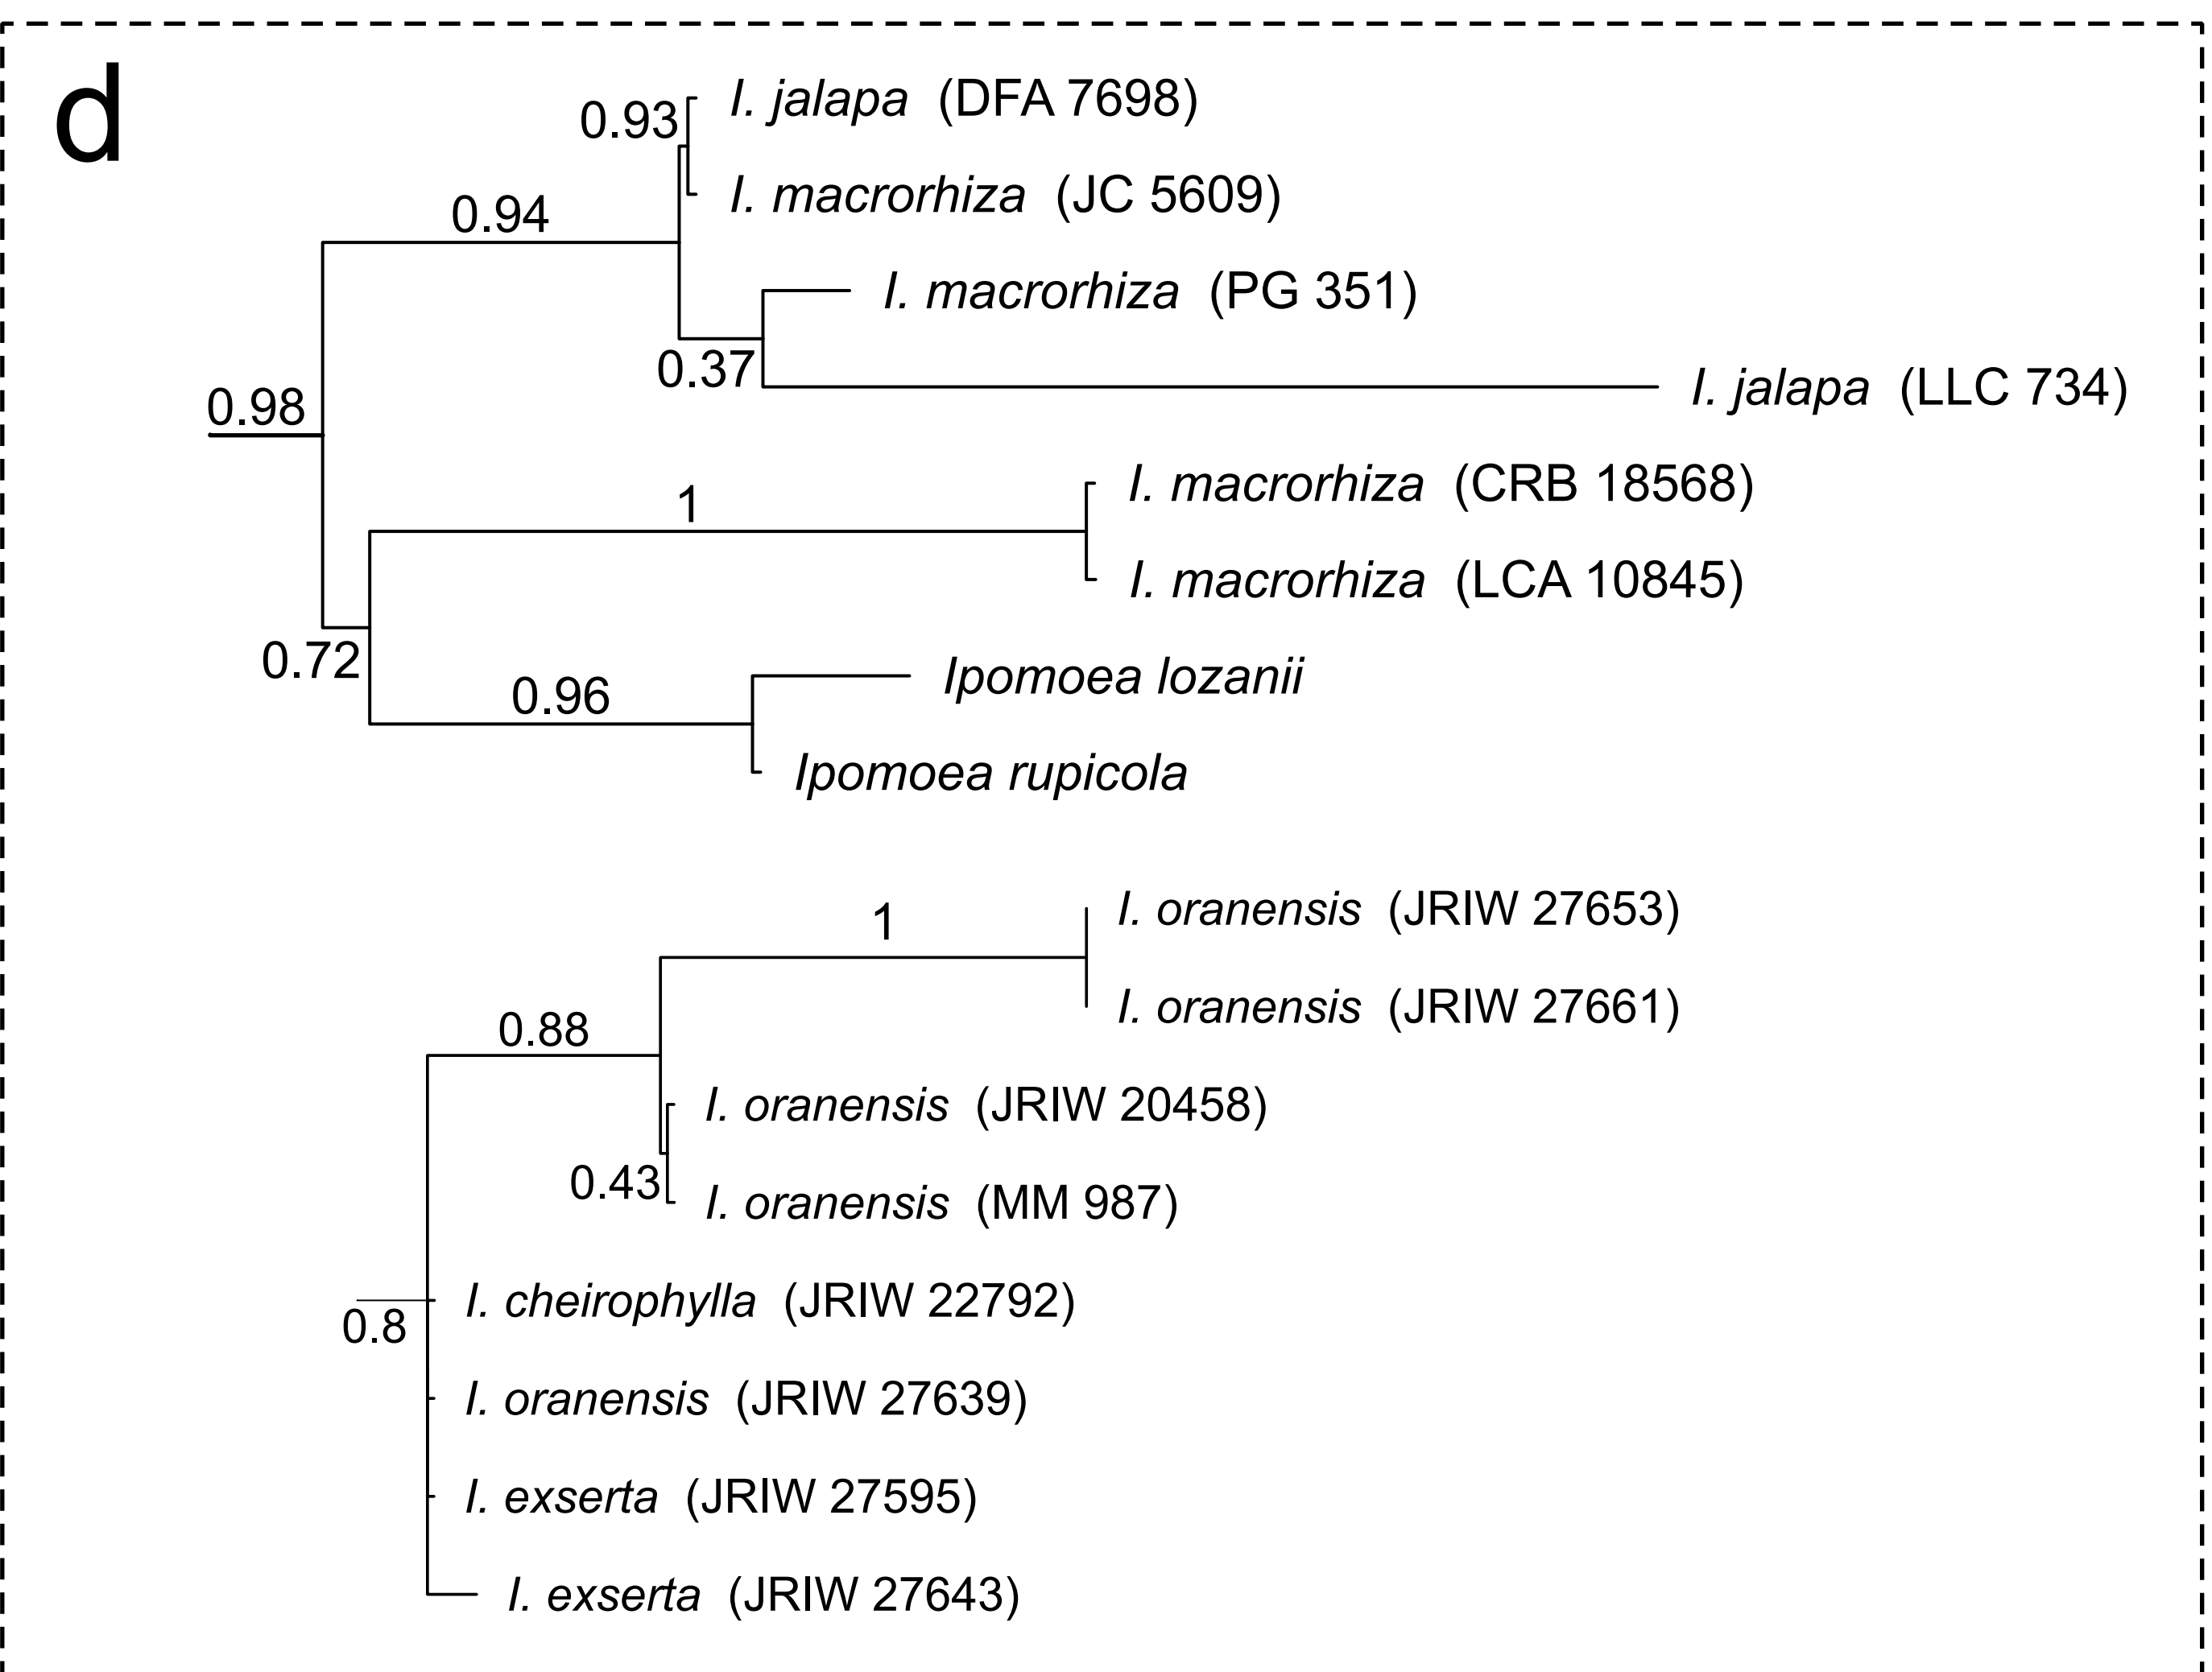 d
0.93
I. jalapa (DFA 7698)
I. macrorhiza (JC 5609)
0.94
I. macrorhiza (PG 351)
0.37
I. jalapa (LLC 734)
0.98
I. macrorhiza (CRB 18568)
1
I. macrorhiza (LCA 10845)
0.72
Ipomoea lozanii
0.96
Ipomoea rupicola
I. oranensis (JRIW 27653)
1
I. oranensis (JRIW 27661)
0.88
I. oranensis (JRIW 20458)
0.43
I. oranensis (MM 987)
I. cheirophylla (JRIW 22792)
0.8
I. oranensis (JRIW 27639)
I. exserta (JRIW 27595)
I. exserta (JRIW 27643)